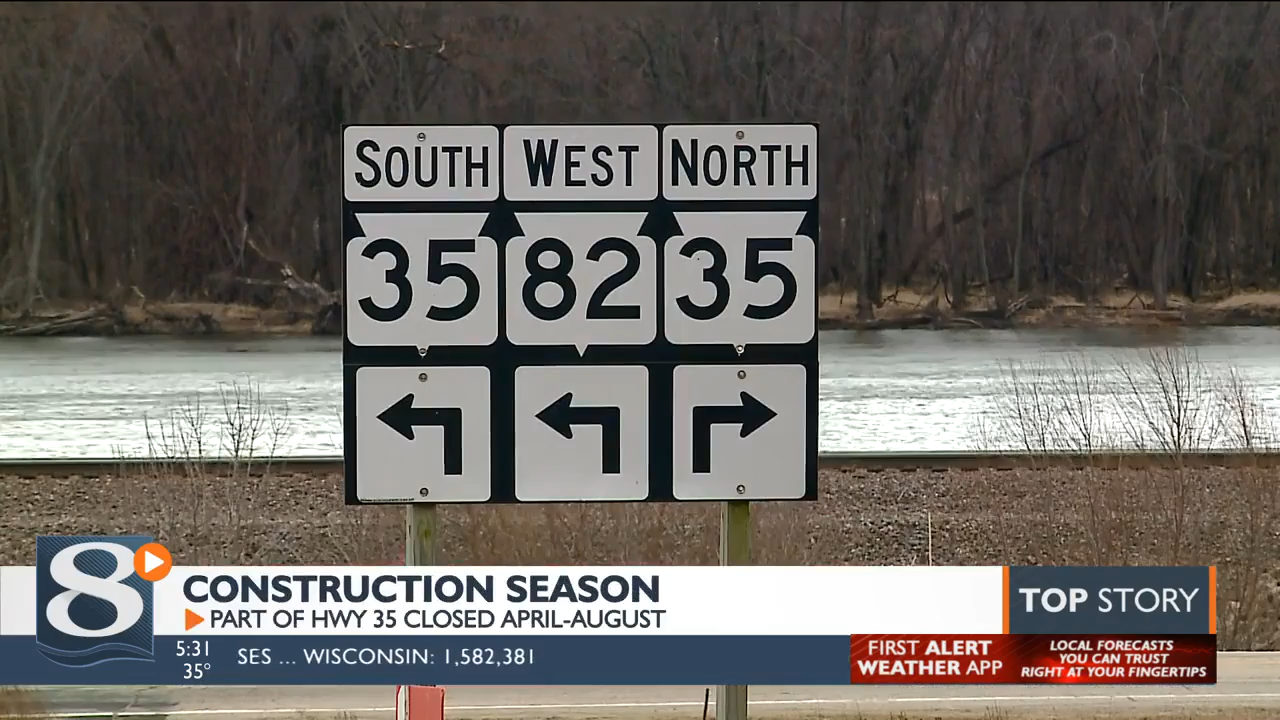 SOUTH WEST NORTH
35 82 35
8
CONSTRUCTION SEASON
PART OF HWY 35 CLOSED APRIL-AUGUST
TOP STORY
5:31
35°
SES ... WISCONSIN: 1,582,381
FIRST ALERT
WEATHER APP
LOCAL FORECASTS
YOU CAN TRUST
RIGHT AT YOUR FINGERTIPS